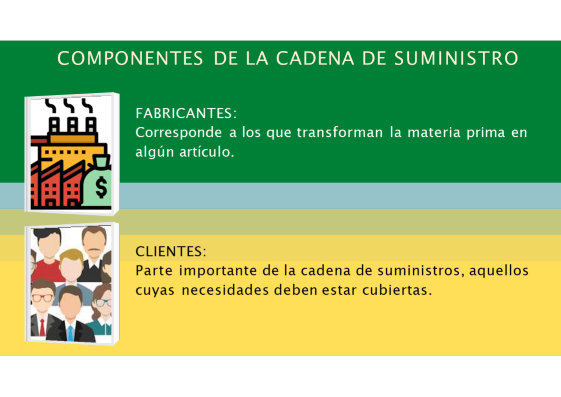 COMPONENTES DE LA CADENA DE SUMINISTRO
FABRICANTES:
Corresponde a los que transforman la materia prima en
algún artículo.
$
CLIENTES:
Parte importante de la cadena de suministros, aquellos
cuyas necesidades deben estar cubiertas.